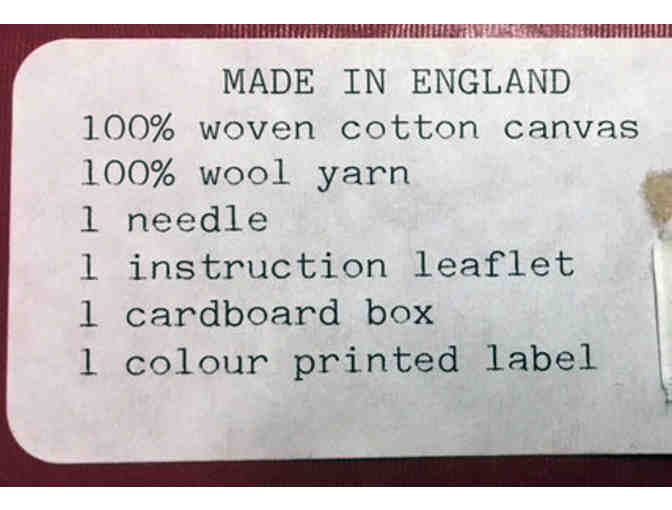 MADE IN ENGLAND
100% woven cotton canvas
100% wool yarn
1 needle
1 instruction leaflet
1 cardboard box
1 colour printed label